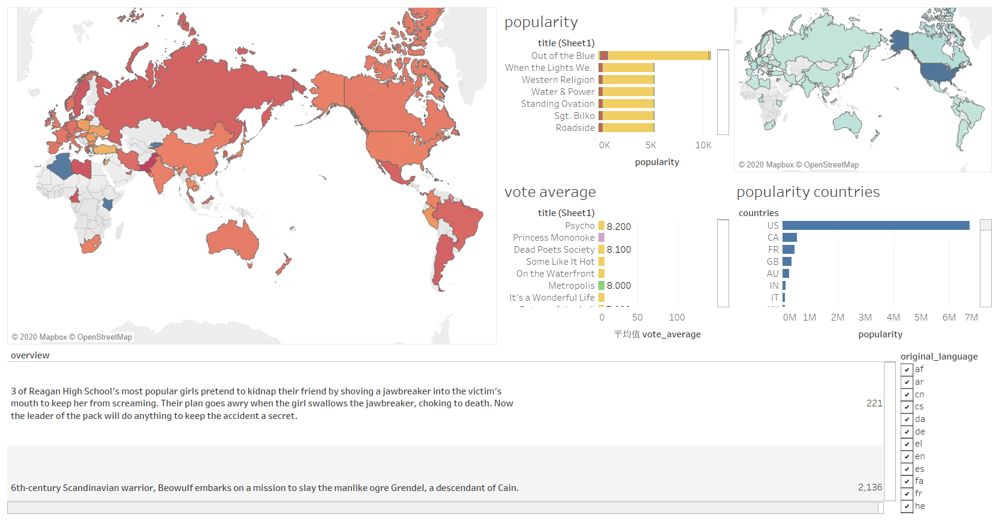 © 2020 Mapbox © OpenStreetMap
popularity
title (Sheet1)
Out of the Blue
When the Lights We..
Western Religion
Water & Power
Standing Ovation
Sgt. Bilko
Roadside
0K 5K 10K
popularity
© 2020 Mapbox © OpenStreetMap
vote average
title (Sheet1)
Psycho 8.200
Princess Mononoke
Dead Poets Society 8.100
Some Like It Hot
On the Waterfront
Metropolis 8.000
It's a Wonderful Life
0 50 100
平均值 vote_average
popularity countries
countries
US
CA
FR
GB
AU
IN
IT
0M 1M 2M 3M 4M 5M 6M 7M
popularity
overview
3 of Reagan High School's most popular girls pretend to kidnap their friend by shoving a jawbreaker into the victim's
mouth to keep her from screaming. Their plan goes awry when the girl swallows the jawbreaker, choking to death. Now
the leader of the pack will do anything to keep the accident a secret.
221
6th-century Scandinavian warrior, Beowulf embarks on a mission to slay the manlike ogre Grendel, a descendant of Cain.
2,136
original_language
af
ar
cn
cs
da
de
el
en
es
fa
fr
he